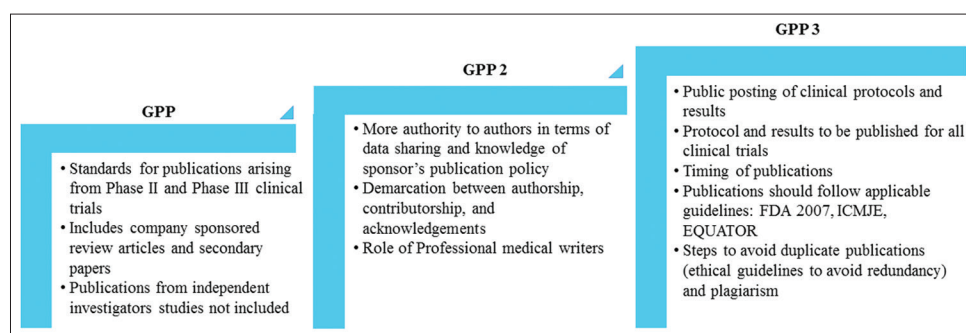 GPP
• Standards for publications arising
from Phase II and Phase III clinical
trials
• Includes company sponsored
review articles and secondary
papers
• Publications from independent
investigators studies not included
GPP 2
• More authority to authors in terms of
data sharing and knowledge of
sponsor's publication policy
• Demarcation between authorship,
contributorship, and
acknowledgements
• Role of Professional medical writers
GPP 3
• Public posting of clinical protocols and
results
• Protocol and results to be published for all
clinical trials
• Timing of publications
• Publications should follow applicable
guidelines: FDA 2007, ICMJE,
EQUATOR
• Steps to avoid duplicate publications
(ethical guidelines to avoid redundancy)
and plagiarism